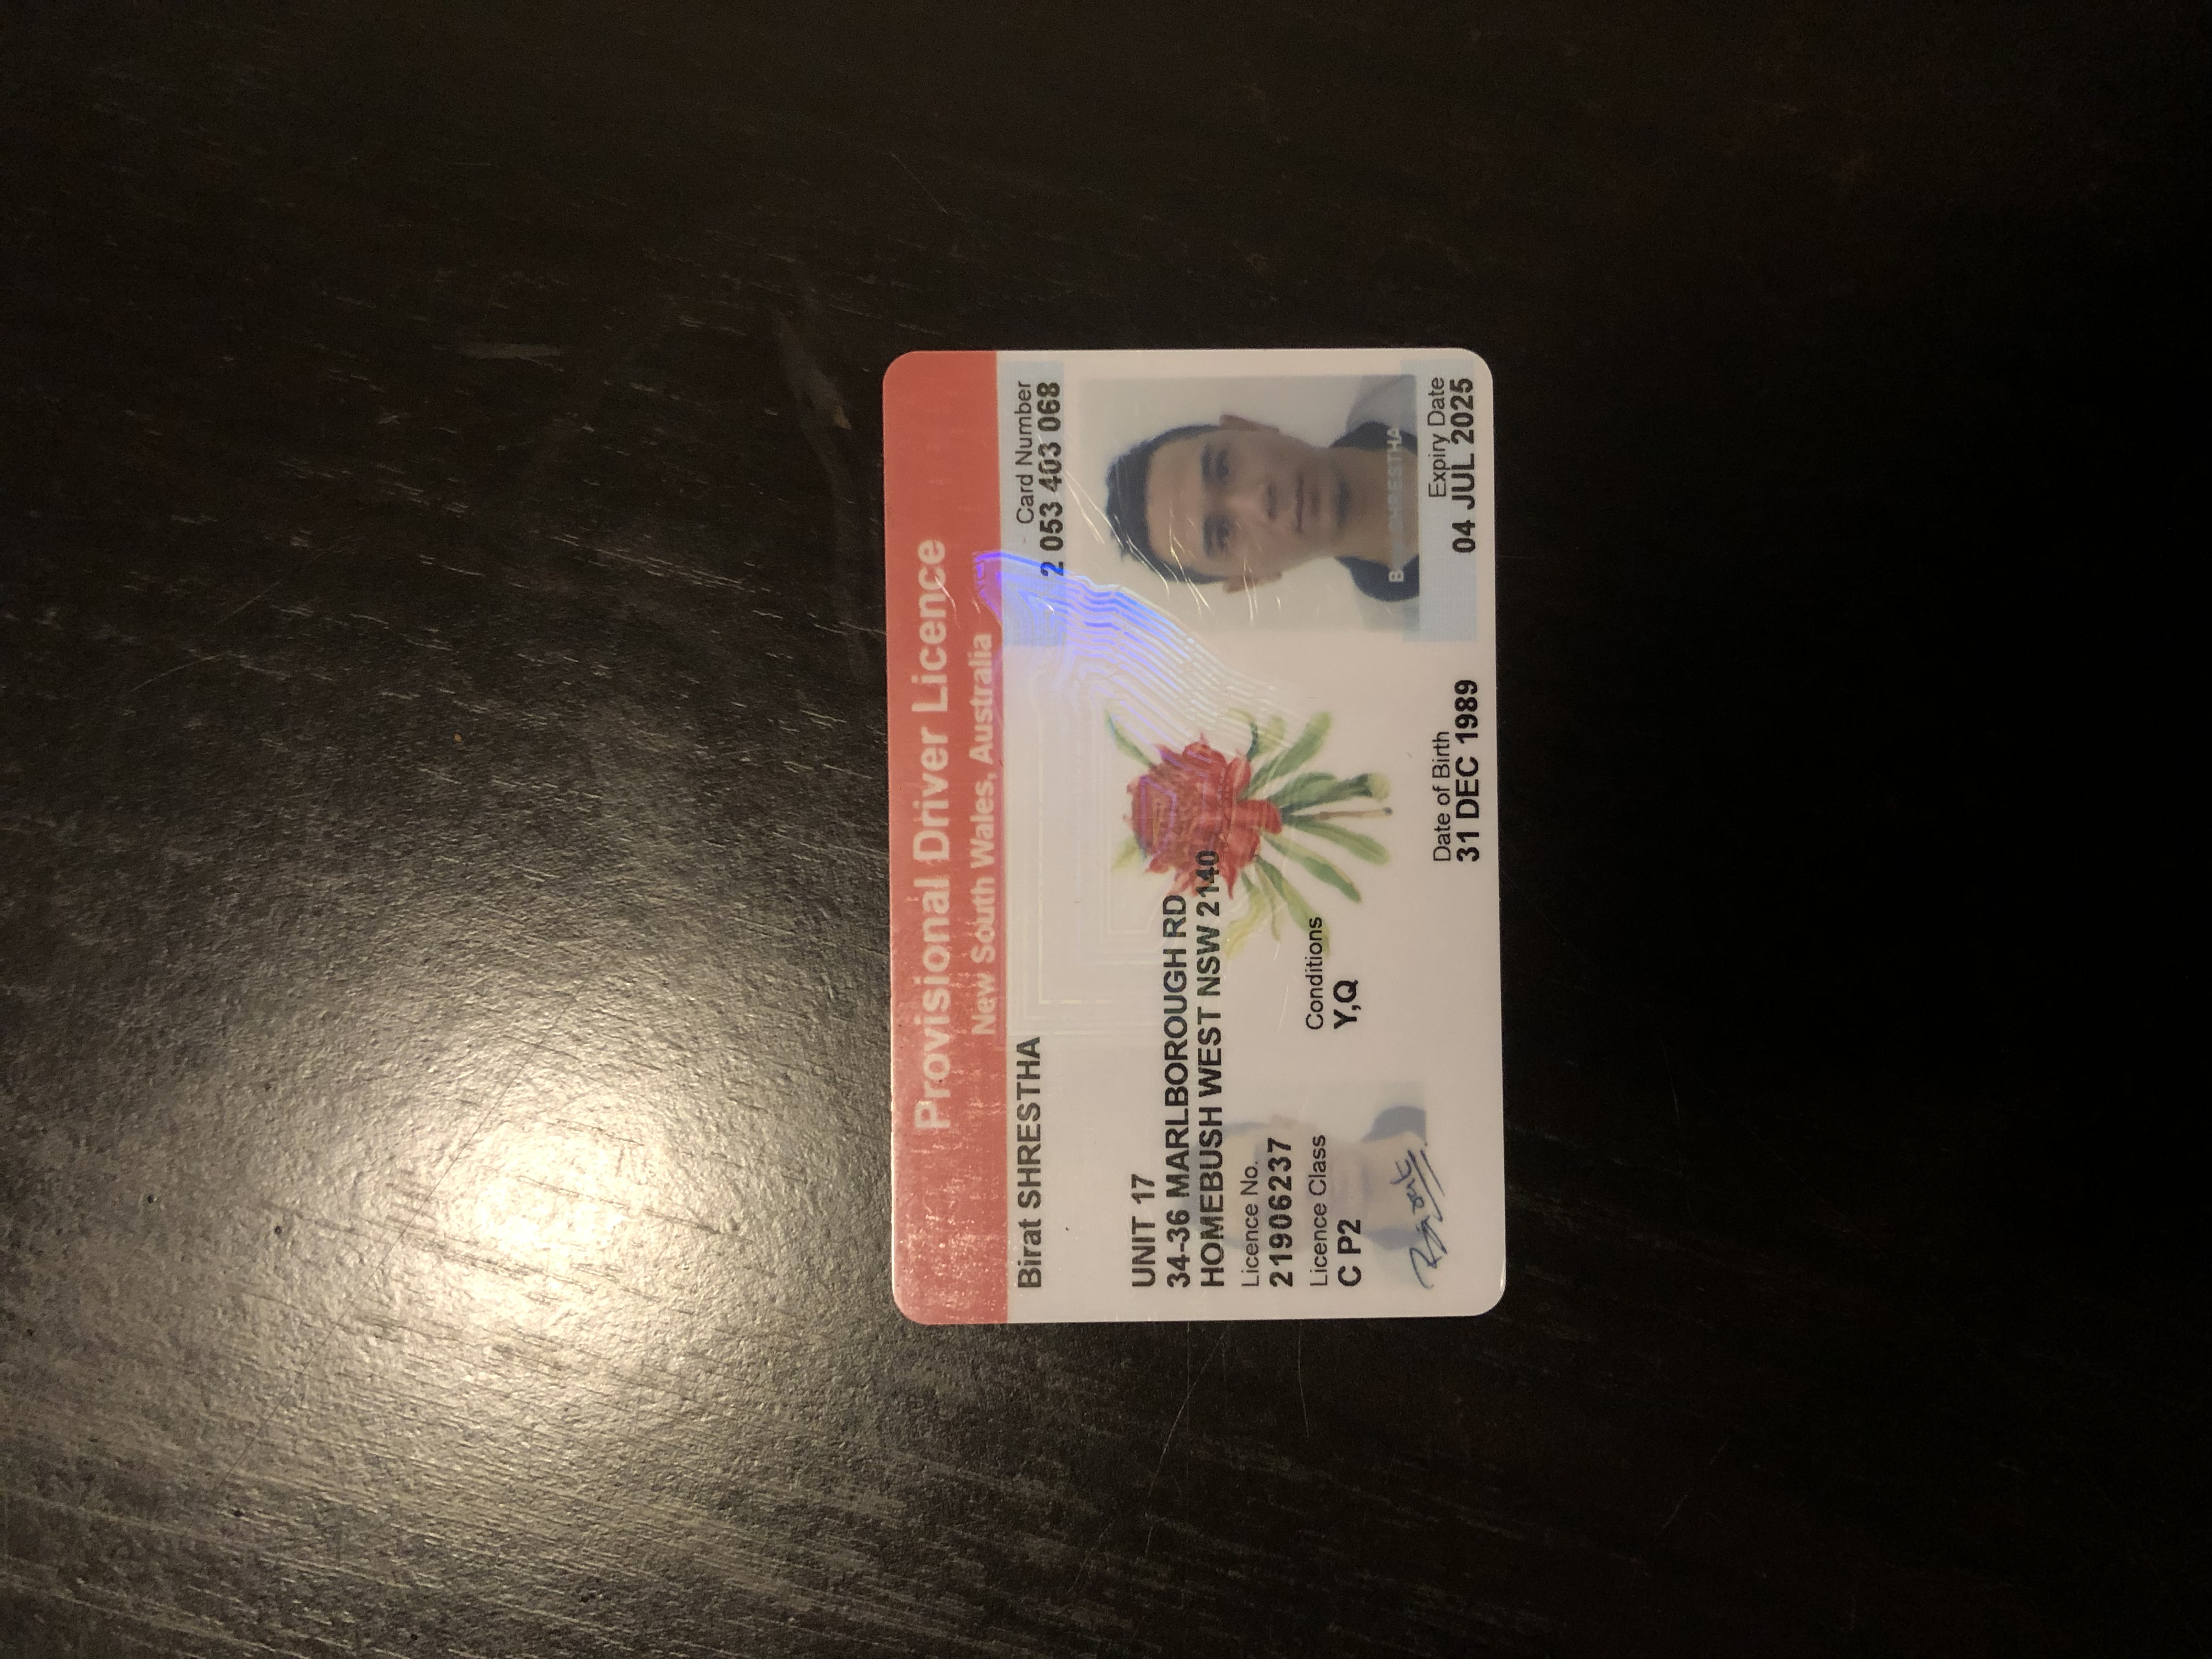 Provisional Driver Licence
New South Wales, Australia
Birat SHRESTHA
Card Number
2 053 403 068
UNIT 17
34-36 MARLBOROUGH RD
HOMEBUSH WEST NSW 2140
Licence No.
21906237
Licence Class
C P2
Conditions
Y,Q
Birat
SHRESTHA
Date of Birth
31 DEC 1989
Expiry Date
04 JUL 2025